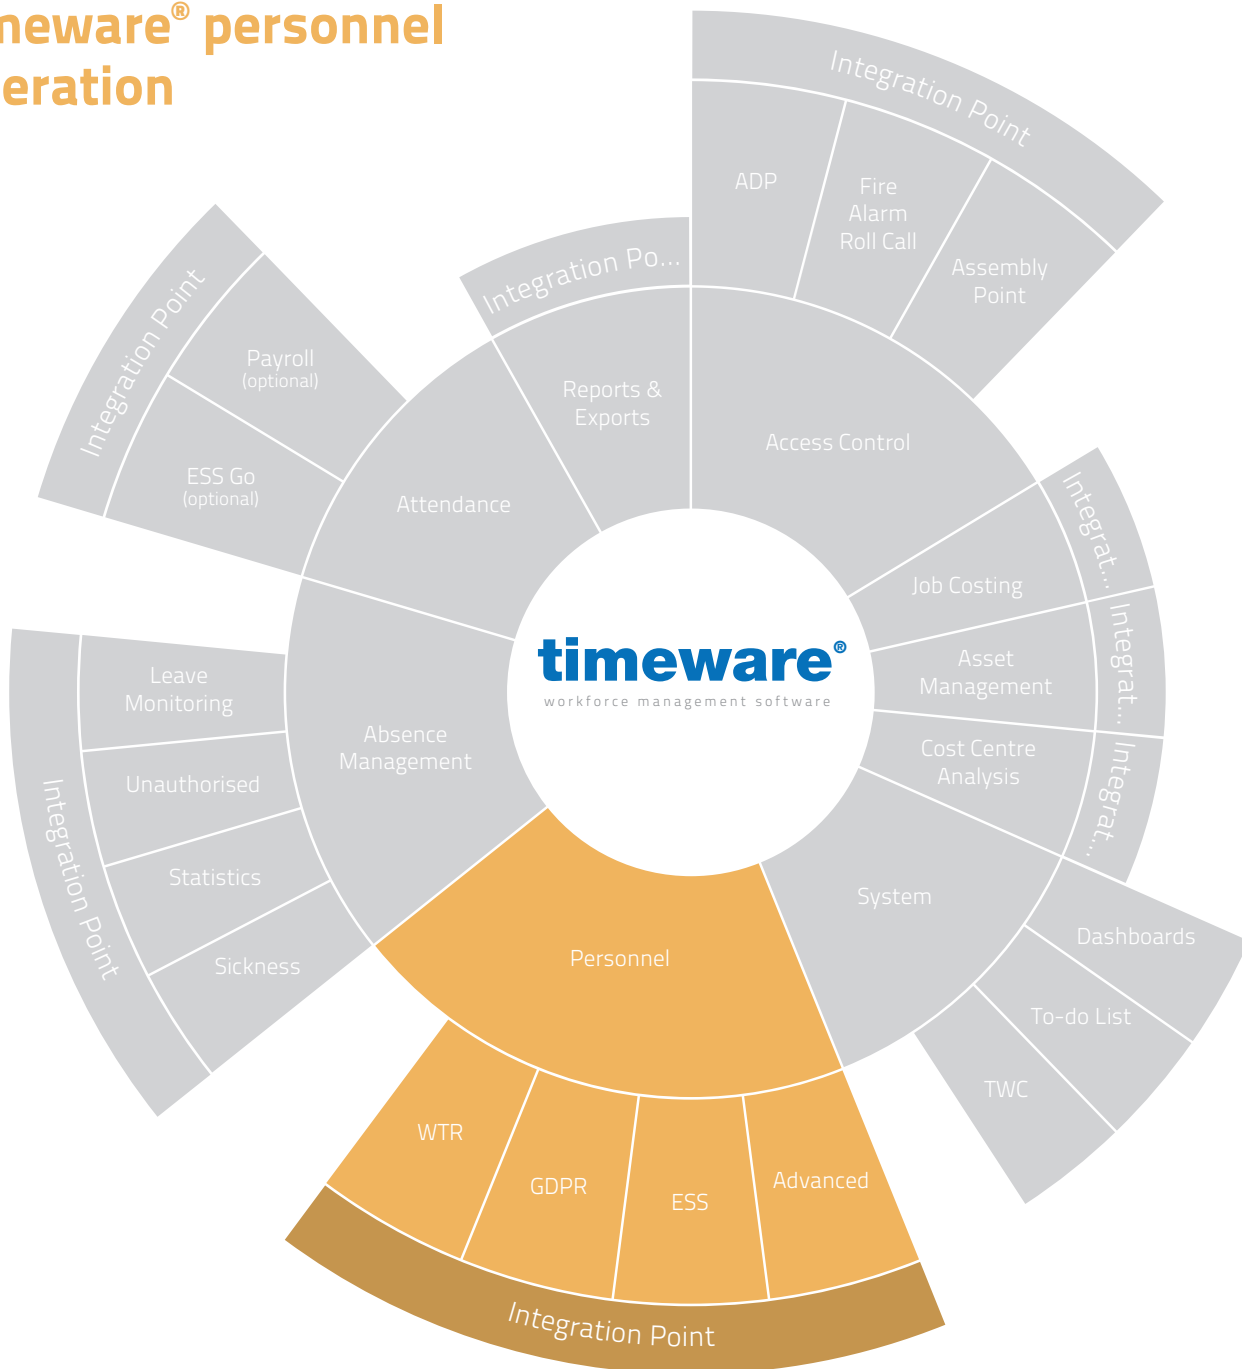 meware® personnel
eration
Integration Point
ADP
Fire
Alarm
Roll Call
Assembly
Point
Integration Po...
Reports &
Exports
Access Control
Integration Point
Payroll
(optional)
ESS Go
(optional)
Attendance
Integrat...
Job Costing
Integrat...
Asset
Management
Integrat...
Cost Centre
Analysis
timeware®
workforce management software
Integration Point
Leave
Monitoring
Unauthorised
Statistics
Sickness
Absence
Management
System
Dashboards
To-do List
TWC
Personnel
WTR
GDPR
ESS
Advanced
Integration Point